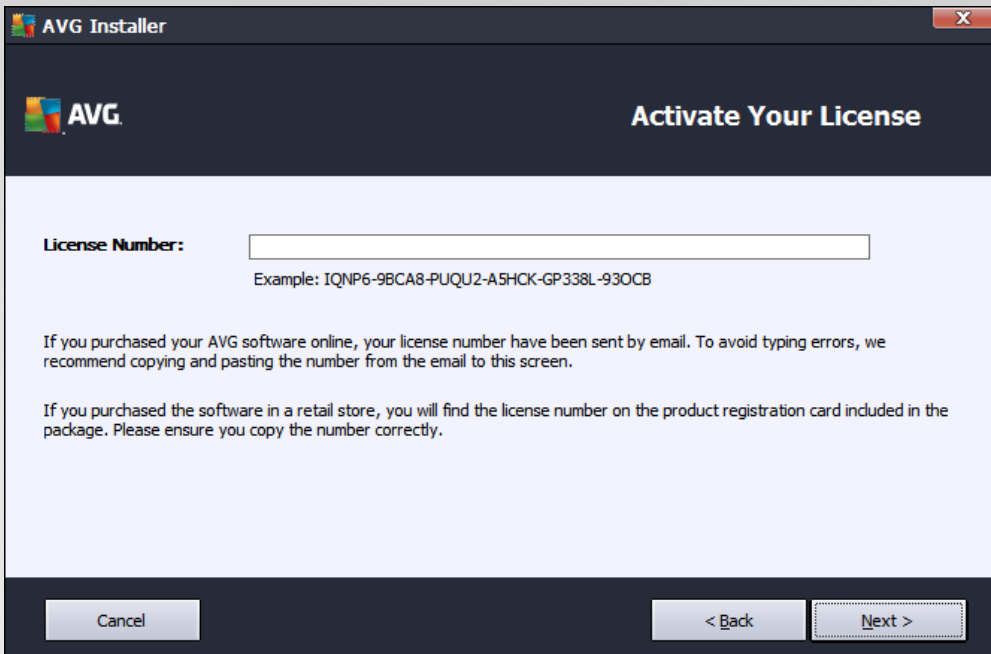 AVG Installer
AVG.
Activate Your License
License Number:
Example: IQNP6-9BCA8-PUQU2-A5HCK-GP338L-93OCB
If you purchased your AVG software online, your license number have been sent by email. To avoid typing errors, we
recommend copying and pasting the number from the email to this screen.
If you purchased the software in a retail store, you will find the license number on the product registration card included in the
package. Please ensure you copy the number correctly.
Cancel
< Back
Next >